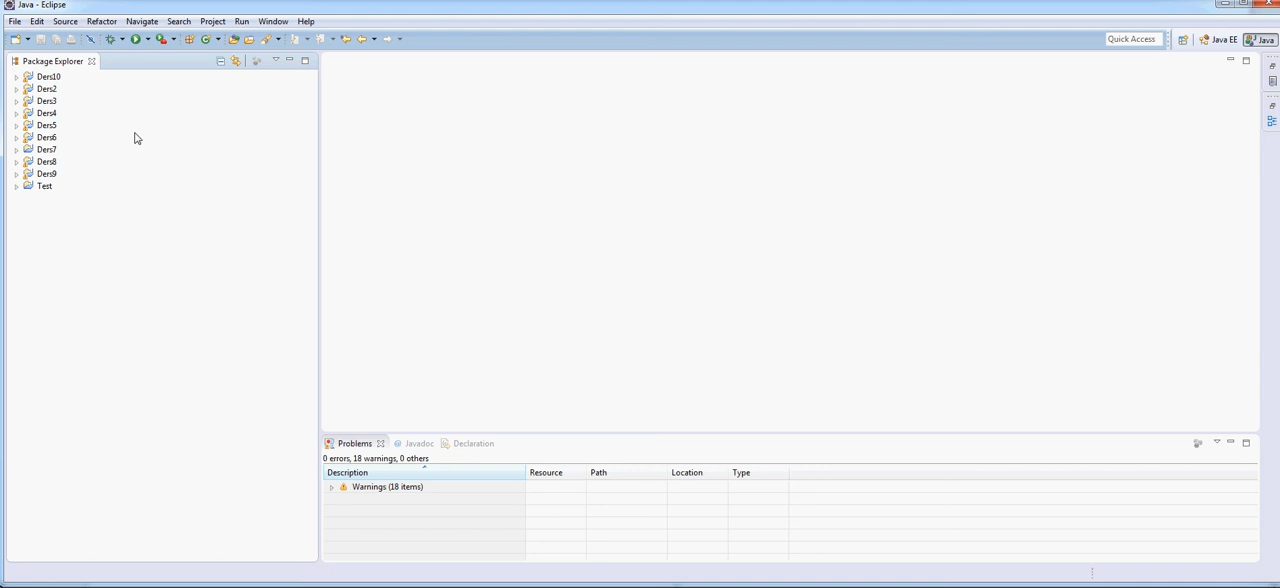 Java - Eclipse
File Edit Source Refactor Navigate Search Project Run Window Help
Quick Access Java EE Java
Package Explorer
Ders10
Ders2
Ders3
Ders4
Ders5
Ders6
Ders7
Ders8
Ders9
Test
Problems Javadoc Declaration
0 errors, 18 warnings, 0 others
Description Resource Path Location Type
Warnings (18 items)